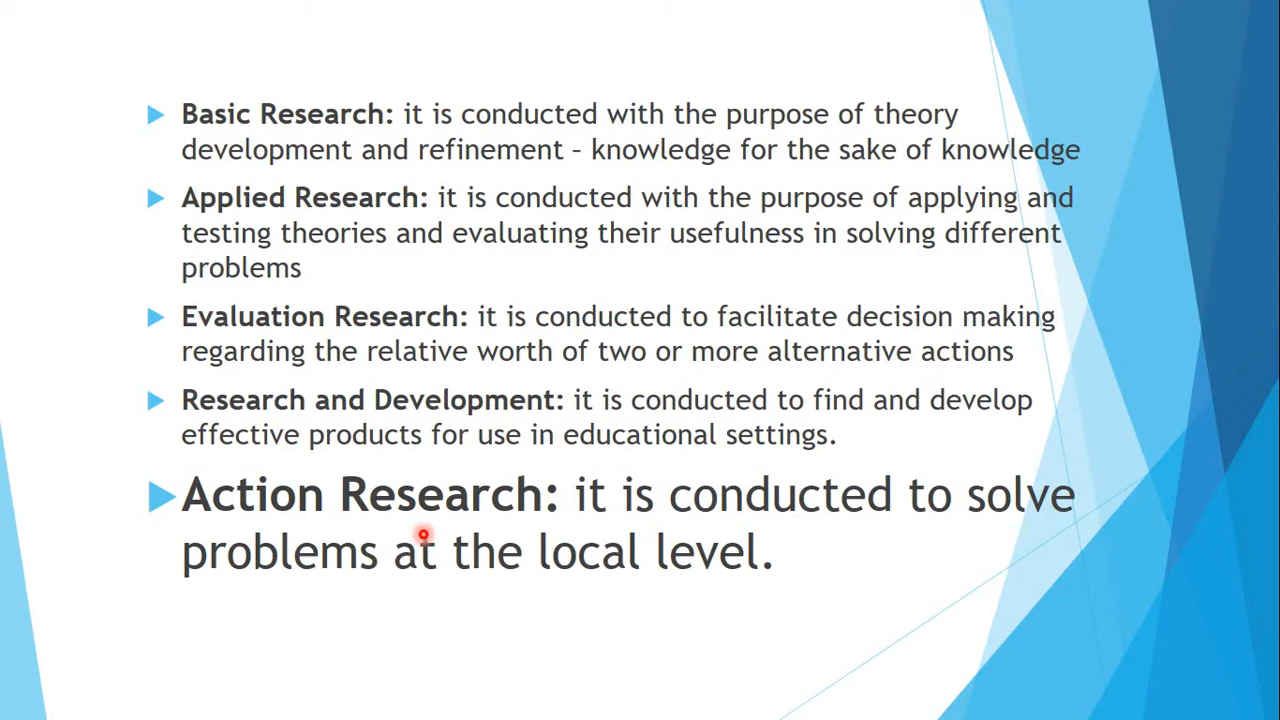 Basic Research: it is conducted with the purpose of theory
development and refinement – knowledge for the sake of knowledge
Applied Research: it is conducted with the purpose of applying and
testing theories and evaluating their usefulness in solving different
problems
Evaluation Research: it is conducted to facilitate decision making
regarding the relative worth of two or more alternative actions
Research and Development: it is conducted to find and develop
effective products for use in educational settings.
Action Research: it is conducted to solve
problems at the local level.